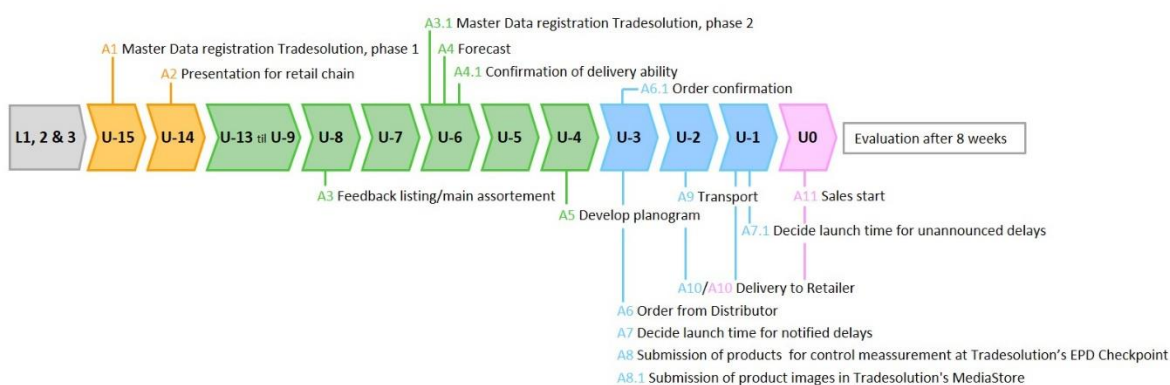 A3.1 Master Data registration Tradesolution, phase 2
A1 Master Data registration Tradesolution, phase 1
A4 Forecast
A2 Presentation for retail chain
A4.1 Confirmation of delivery ability
A6.1 Order confirmation
L1, 2 & 3
U-15
U-14
U-13 til U-9
U-8
U-7
U-6
U-5
U-4
U-3
U-2
U-1
U0
Evaluation after 8 weeks
A3 Feedback listing/main assortement
A9 Transport
A11 Sales start
A5 Develop planogram
A7.1 Decide launch time for unannounced delays
A10/A10 Delivery to Retailer
A6 Order from Distributor
A7 Decide launch time for notified delays
A8 Submission of products for control meassurement at Tradesolution's EPD Checkpoint
A8.1 Submission of product images in Tradesolution's MediaStore